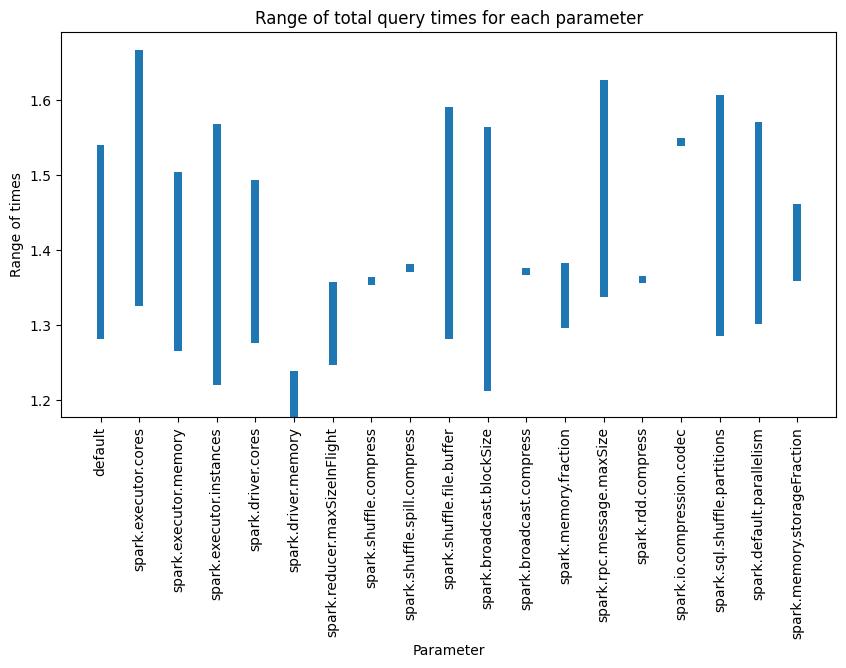 Range of total query times for each parameter
Range of times
1.6
1.5
1.4
1.3
1.2
default
spark.executor.cores
spark.executor.memory
spark.executor.instances
spark.driver.cores
spark.driver.memory
spark.reducer.maxSizeInFlight
spark.shuffle.compress
spark.shuffle.spill.compress
spark.shuffle.file.buffer
spark.broadcast.blockSize
spark.broadcast.compress
spark.memory.fraction
spark.rpc.message.maxSize
spark.rdd.compress
spark.io.compression.codec
spark.sql.shuffle.partitions
spark.default.parallelism
spark.memory.storageFraction
Parameter